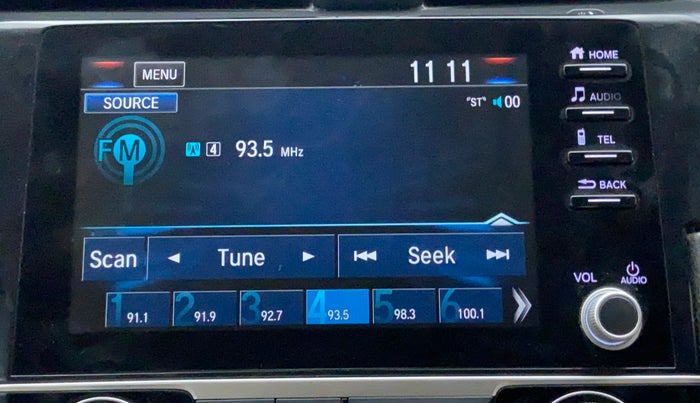 MENU
11 11
SOURCE
"ST" 00
FM
4 93.5 MHz
Scan Tune Seek
1 91.1
2 91.9
3 92.7
4 93.5
5 98.3
6 100.1
HOME
AUDIO
TEL
BACK
VOL AUDIO